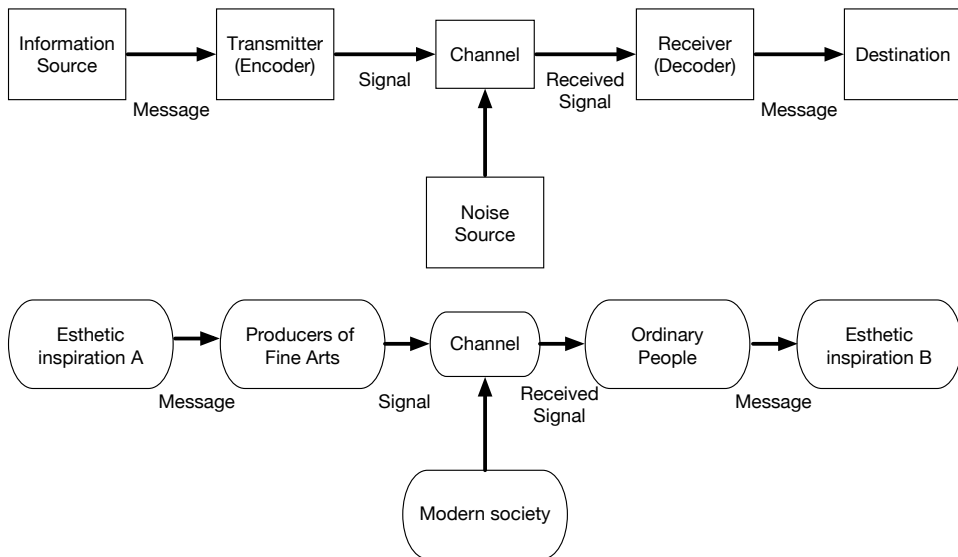 Information
Source
Transmitter
(Encoder)
Channel
Receiver
(Decoder)
Destination
Message
Signal
Received
Signal
Message
Noise
Source
Esthetic
inspiration A
Producers of
Fine Arts
Channel
Ordinary
People
Esthetic
inspiration B
Message
Signal
Received
Signal
Message
Modern society